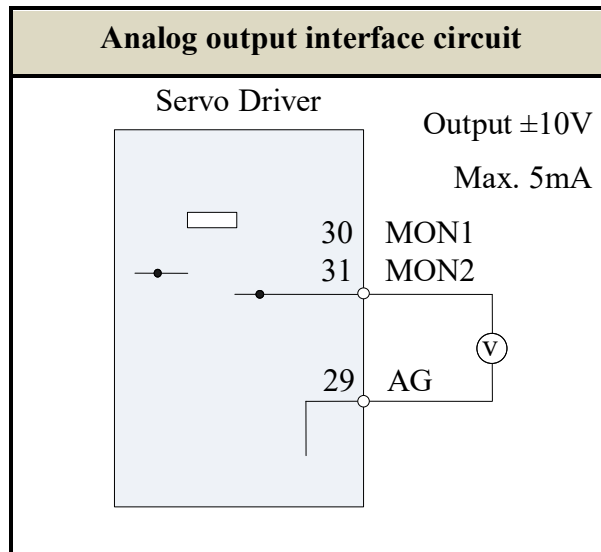 Analog output interface circuit
Servo Driver
Output ±10V
Max. 5mA
30 MON1
31 MON2
V
29 AG